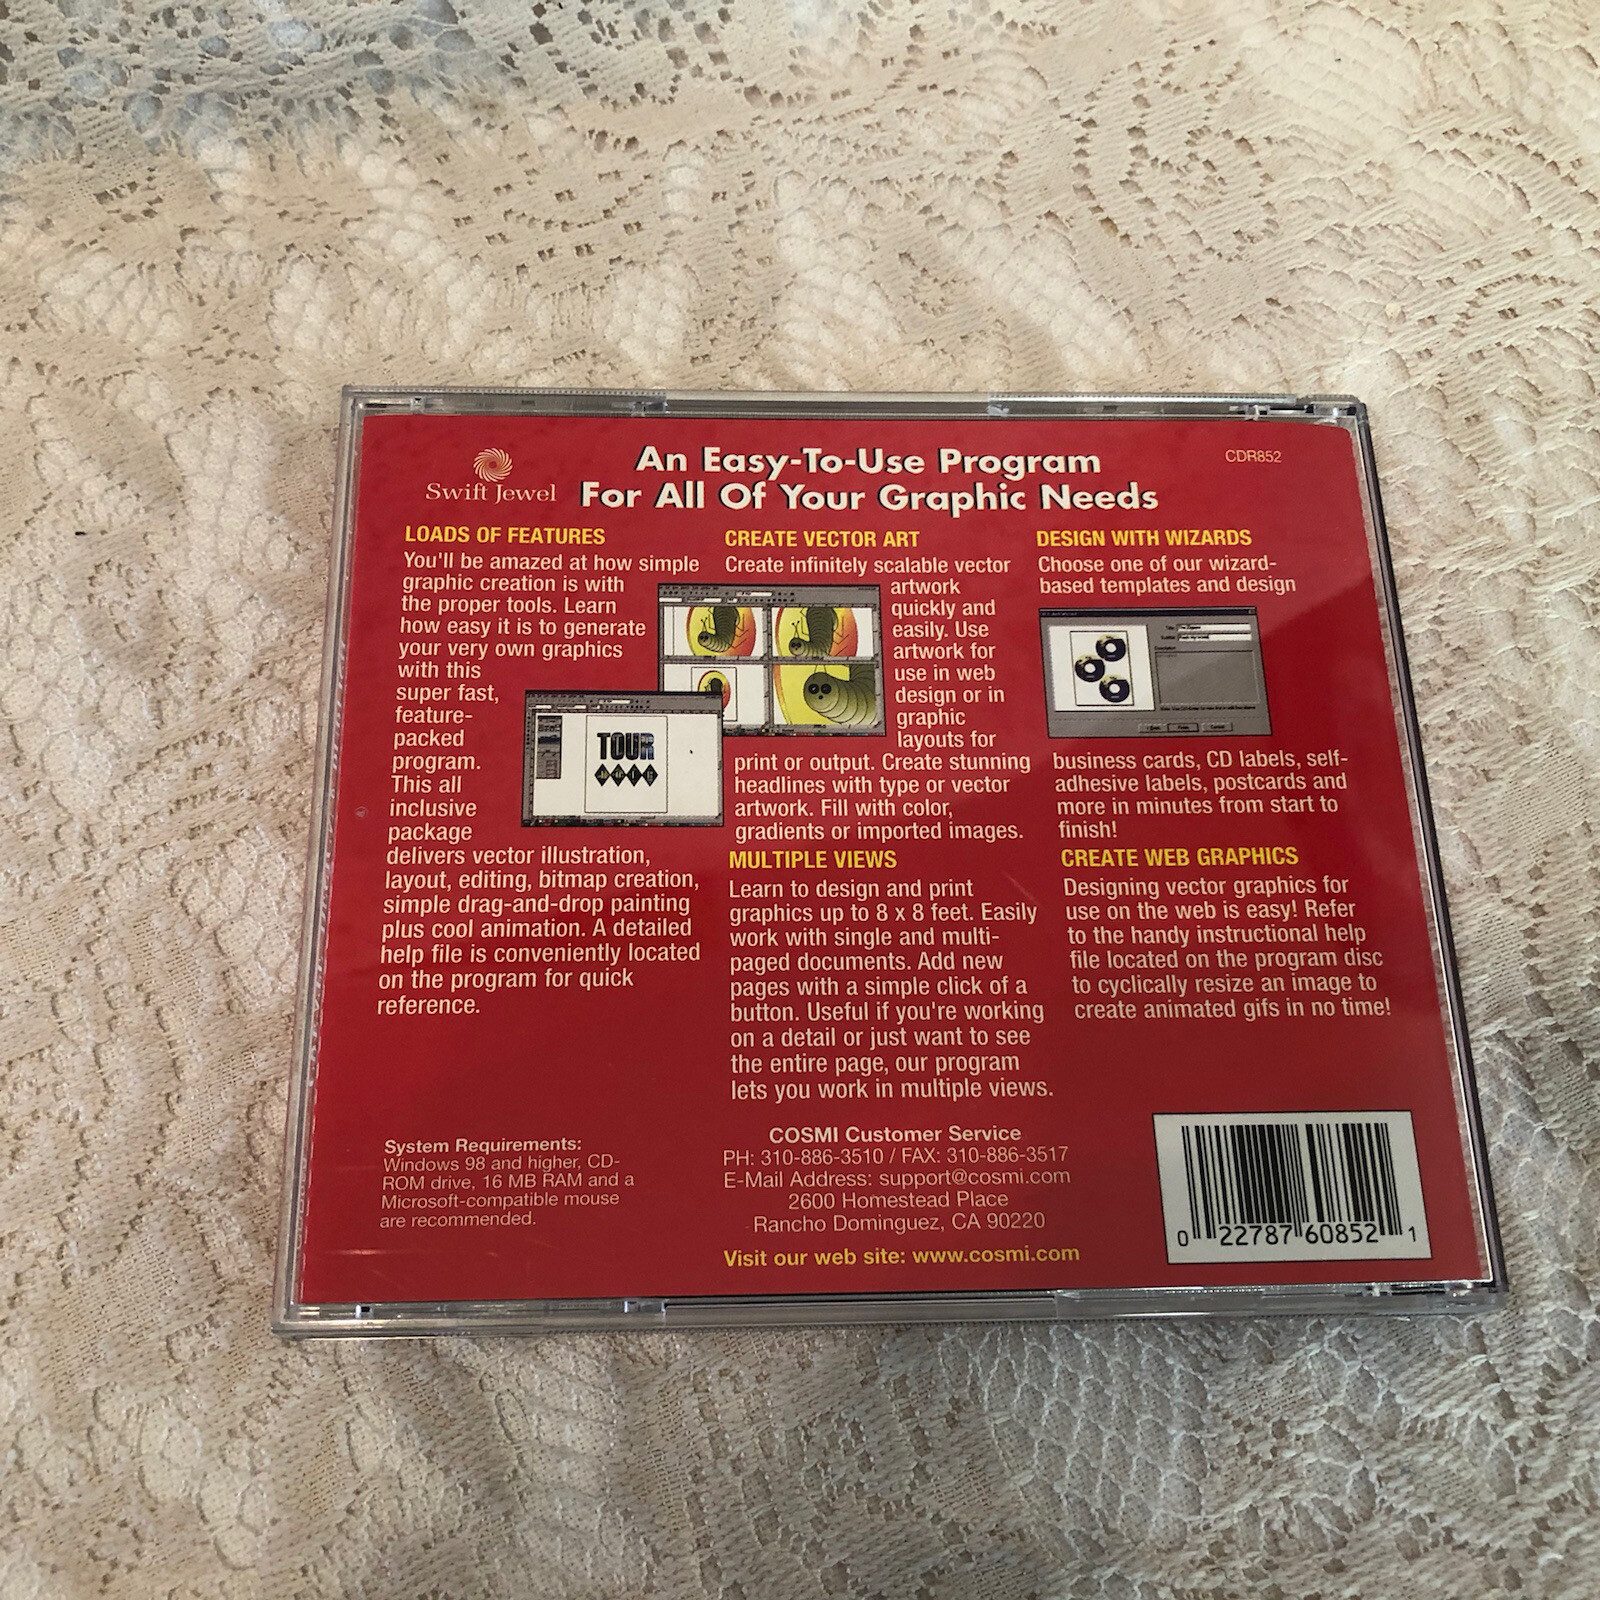 Swift Jewel
An Easy-To-Use Program
For All Of Your Graphic Needs
CDR852
LOADS OF FEATURES
You'll be amazed at how simple
graphic creation is with
the proper tools. Learn
how easy it is to generate
your very own graphics
with this
super fast,
feature-
packed
program.
This all
inclusive
package
delivers vector illustration,
layout, editing, bitmap creation,
simple drag-and-drop painting
plus cool animation. A detailed
help file is conveniently located
on the program for quick
reference.
TOUR
CREATE VECTOR ART
Create infinitely scalable vector
artwork
quickly and
easily. Use
artwork for
use in web
design or in
graphic
layouts for
print or output. Create stunning
headlines with type or vector
artwork. Fill with color,
gradients or imported images.
MULTIPLE VIEWS
Learn to design and print
graphics up to 8 x 8 feet. Easily
work with single and multi-
paged documents. Add new
pages with a simple click of a
button. Useful if you're working
on a detail or just want to see
the entire page, our program
lets you work in multiple views.
DESIGN WITH WIZARDS
Choose one of our wizard-
based templates and design
business cards, CD labels, self-
adhesive labels, postcards and
more in minutes from start to
finish!
CREATE WEB GRAPHICS
Designing vector graphics for
use on the web is easy! Refer
to the handy instructional help
file located on the program disc
to cyclically resize an image to
create animated gifs in no time!
System Requirements:
Windows 98 and higher, CD-
ROM drive, 16 MB RAM and a
Microsoft-compatible mouse
are recommended.
COSMI Customer Service
PH: 310-886-3510 / FAX: 310-886-3517
E-Mail Address: support@cosmi.com
2600 Homestead Place
Rancho Dominguez, CA 90220
Visit our web site: www.cosmi.com
0 22787 60852 1